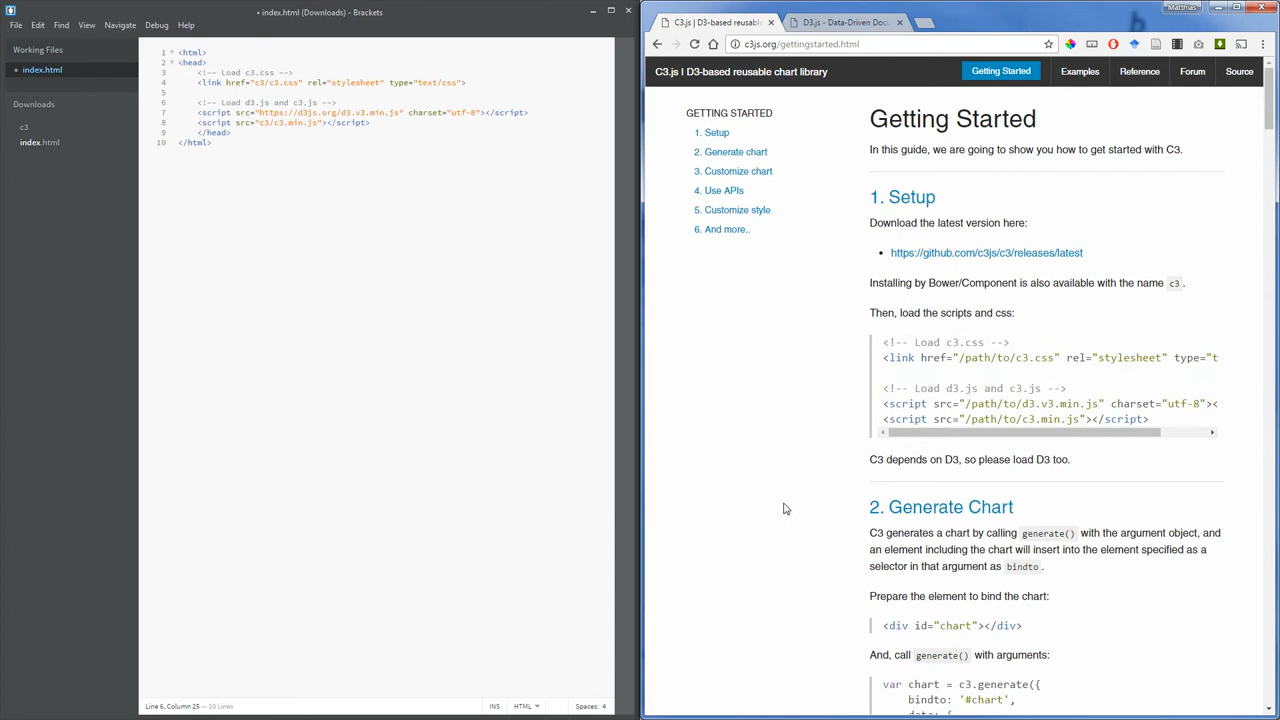 • index.html (Downloads) - Brackets
File Edit Find View Navigate Debug Help
Working Files
• index.html
Downloads
c3
index.html
1 <html>
2 <head>
3 <!-- Load c3.css -->
4 <link href="c3/c3.css" rel="stylesheet" type="text/css">
5
6 <!-- Load d3.js and c3.js -->
7 <script src="https://d3js.org/d3.v3.min.js" charset="utf-8"></script>
8 <script src="c3/c3.min.js"></script>
9 </head>
10 </html>
Line 6, Column 25 — 10 Lines
INS HTML Spaces: 4
Matthias
C3.js | D3-based reusable
D3.js - Data-Driven Docu
c3js.org/gettingstarted.html
C3.js | D3-based reusable chart library
Getting Started Examples Reference Forum Source
GETTING STARTED
1. Setup
2. Generate chart
3. Customize chart
4. Use APIs
5. Customize style
6. And more..
Getting Started
In this guide, we are going to show you how to get started with C3.
1. Setup
Download the latest version here:
• https://github.com/c3js/c3/releases/latest
Installing by Bower/Component is also available with the name c3.
Then, load the scripts and css:
<!-- Load c3.css -->
<link href="/path/to/c3.css" rel="stylesheet" type="t
<!-- Load d3.js and c3.js -->
<script src="/path/to/d3.v3.min.js" charset="utf-8"><
<script src="/path/to/c3.min.js"></script>
C3 depends on D3, so please load D3 too.
2. Generate Chart
C3 generates a chart by calling generate() with the argument object, and
an element including the chart will insert into the element specified as a
selector in that argument as bindto.
Prepare the element to bind the chart:
<div id="chart"></div>
And, call generate() with arguments:
var chart = c3.generate({
bindto: '#chart',
data: {